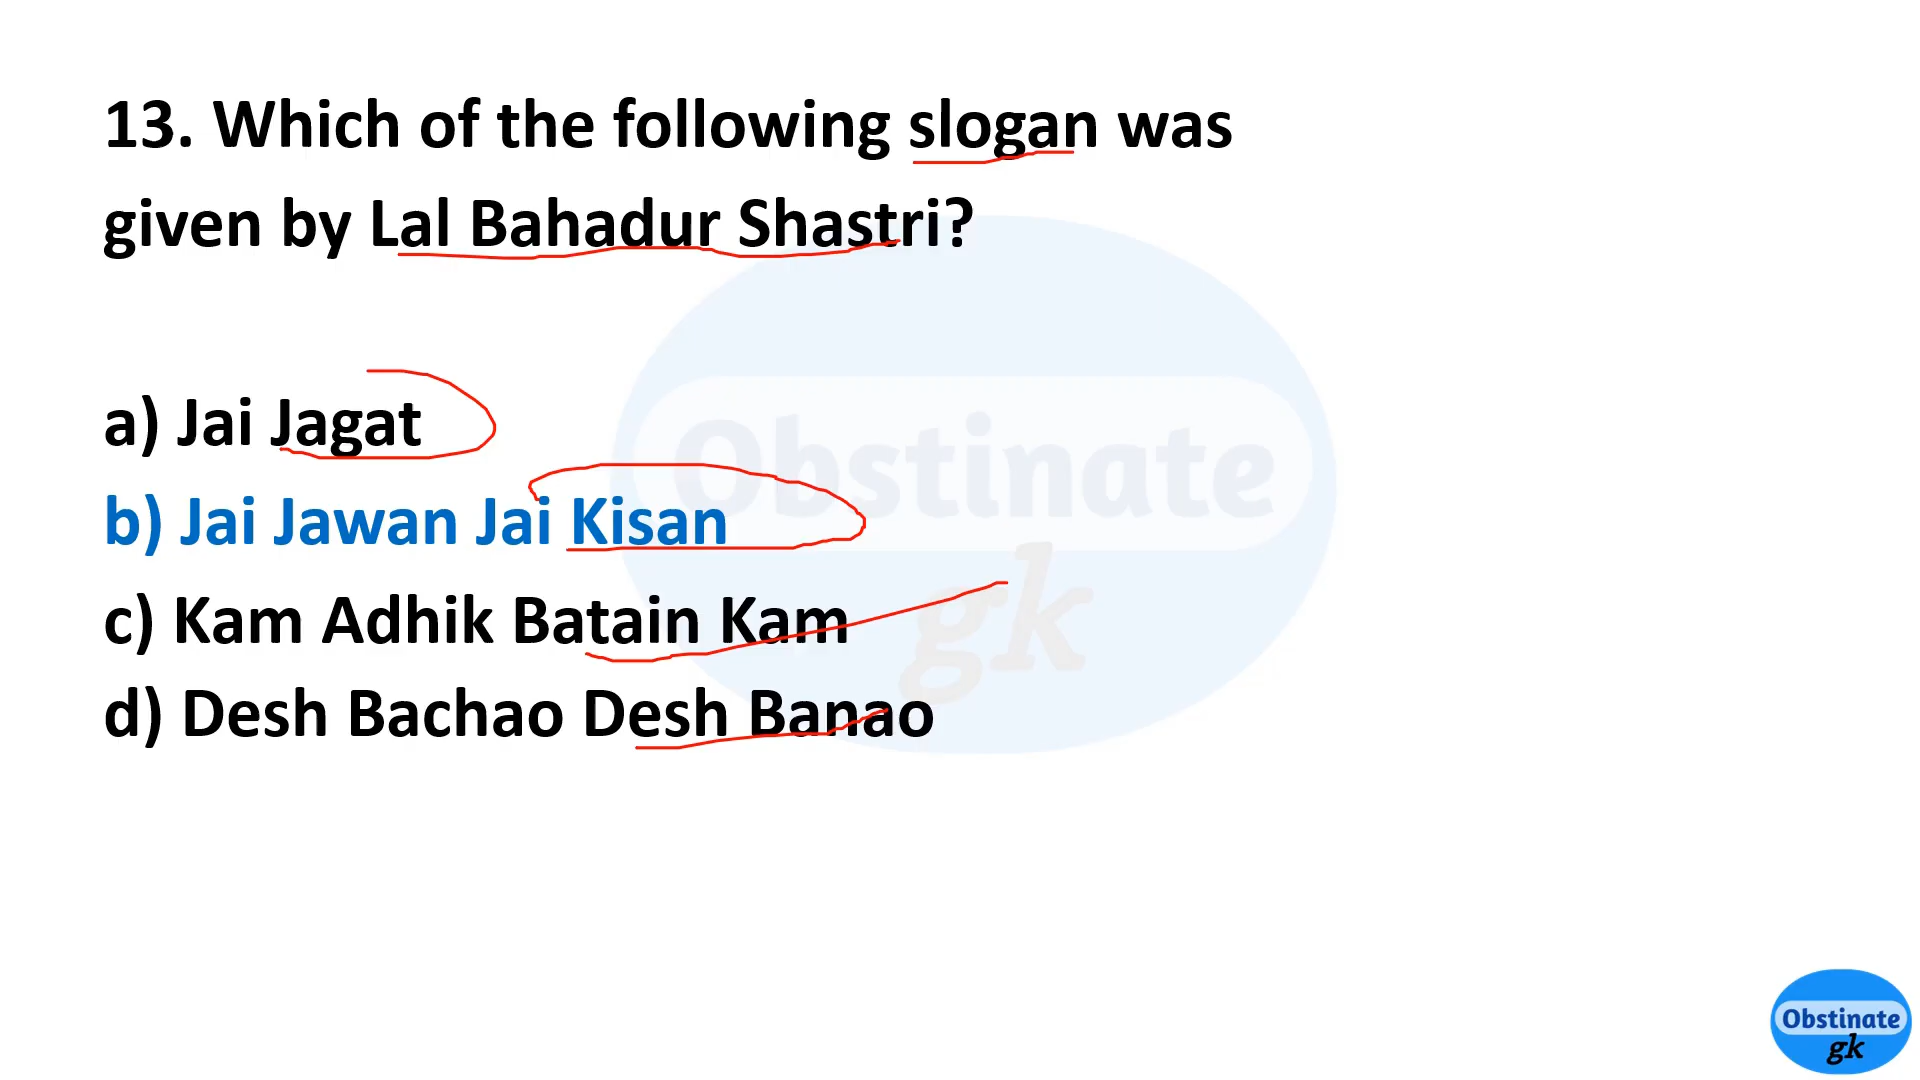 13. Which of the following slogan was
given by Lal Bahadur Shastri?
a) Jai Jagat
b) Jai Jawan Jai Kisan
c) Kam Adhik Batain Kam
d) Desh Bachao Desh Banao
Obstinate
gk
Obstinate
gk